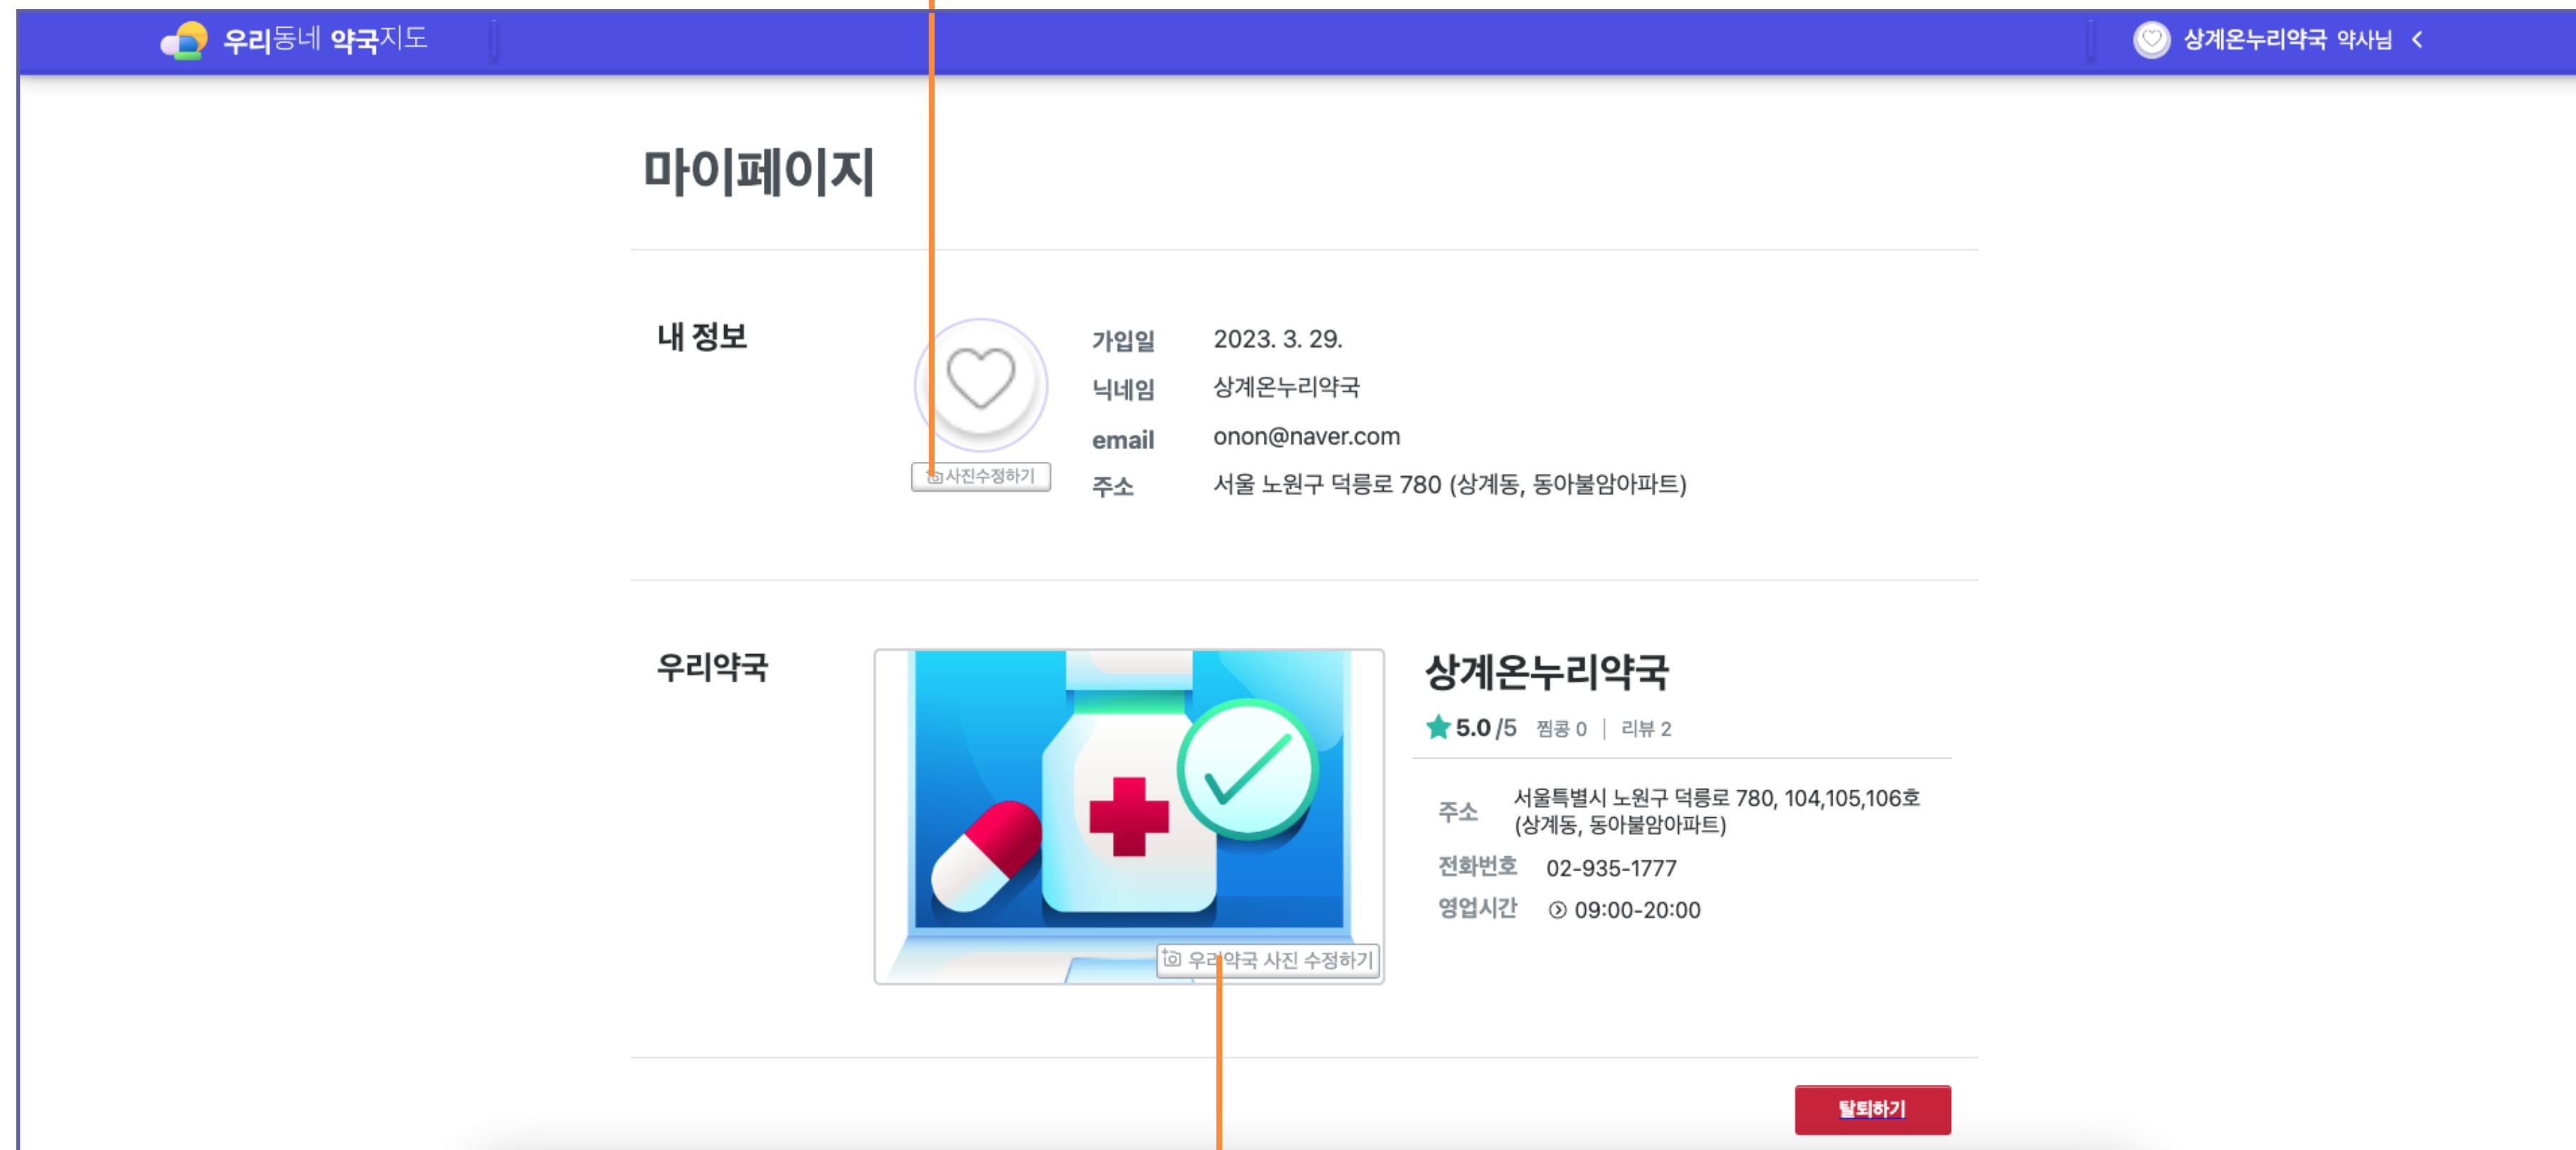 우리동네 약국지도
상계온누리약국 약사님
마이페이지
내 정보
가입일 2023. 3. 29.
닉네임 상계온누리약국
email onon@naver.com
사진수정하기
주소 서울 노원구 덕릉로 780 (상계동, 동아불암아파트)
우리약국
상계온누리약국
5.0 /5 찜콩 0 | 리뷰 2
주소 서울특별시 노원구 덕릉로 780, 104,105,106호
(상계동, 동아불암아파트)
전화번호 02-935-1777
영업시간 09:00-20:00
우리약국 사진 수정하기
탈퇴하기